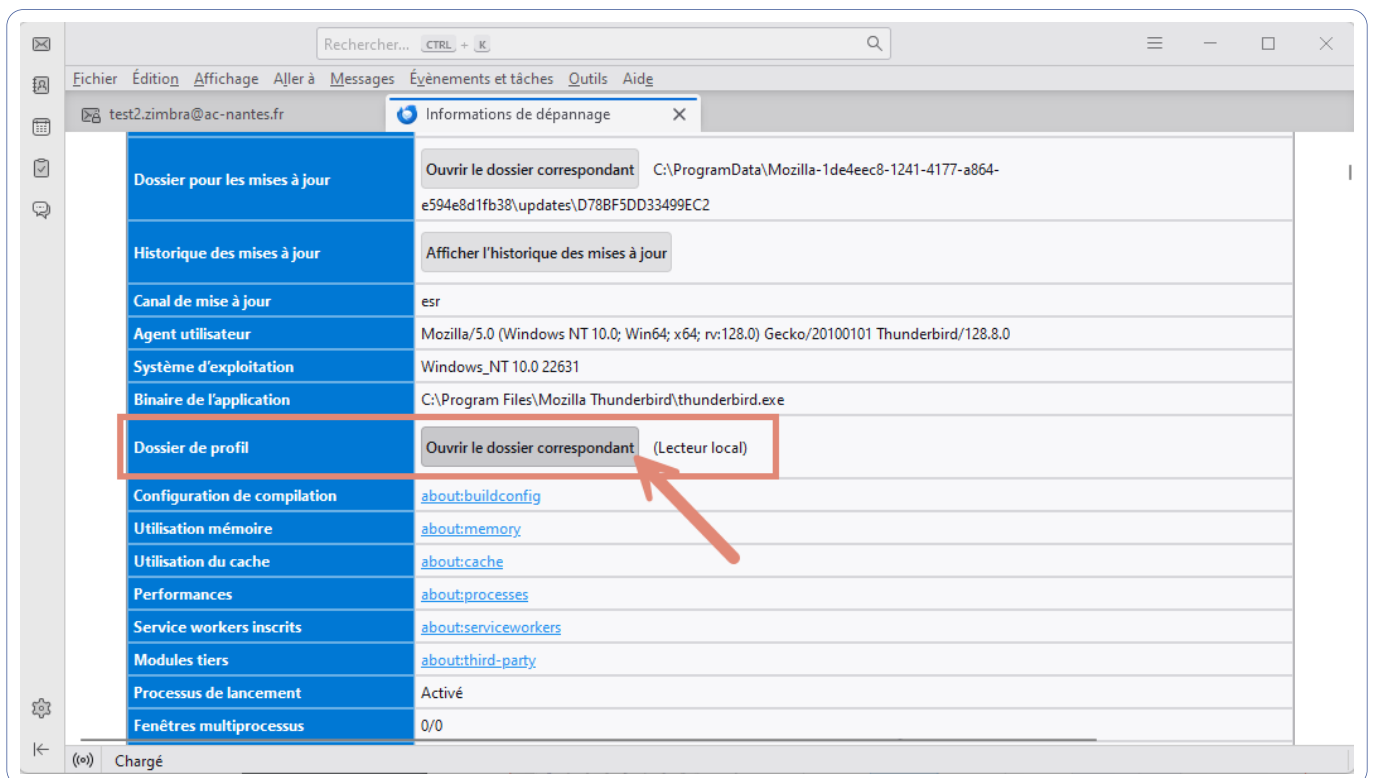 Rechercher... CTRL + K
Fichier Édition Affichage Aller à Messages Évènements et tâches Outils Aide
test2.zimbra@ac-nantes.fr Informations de dépannage
Dossier pour les mises à jour Ouvrir le dossier correspondant C:\ProgramData\Mozilla-1de4eec8-1241-4177-a864-
e594e8d1fb38\updates\D78BF5DD33499EC2
Historique des mises à jour Afficher l'historique des mises à jour
Canal de mise à jour esr
Agent utilisateur Mozilla/5.0 (Windows NT 10.0; Win64; x64; rv:128.0) Gecko/20100101 Thunderbird/128.8.0
Système d'exploitation Windows_NT 10.0 22631
Binaire de l'application C:\Program Files\Mozilla Thunderbird\thunderbird.exe
Dossier de profil Ouvrir le dossier correspondant (Lecteur local)
Configuration de compilation about:buildconfig
Utilisation mémoire about:memory
Utilisation du cache about:cache
Performances about:processes
Service workers inscrits about:serviceworkers
Modules tiers about:third-party
Processus de lancement Activé
Fenêtres multiprocessus 0/0
Chargé